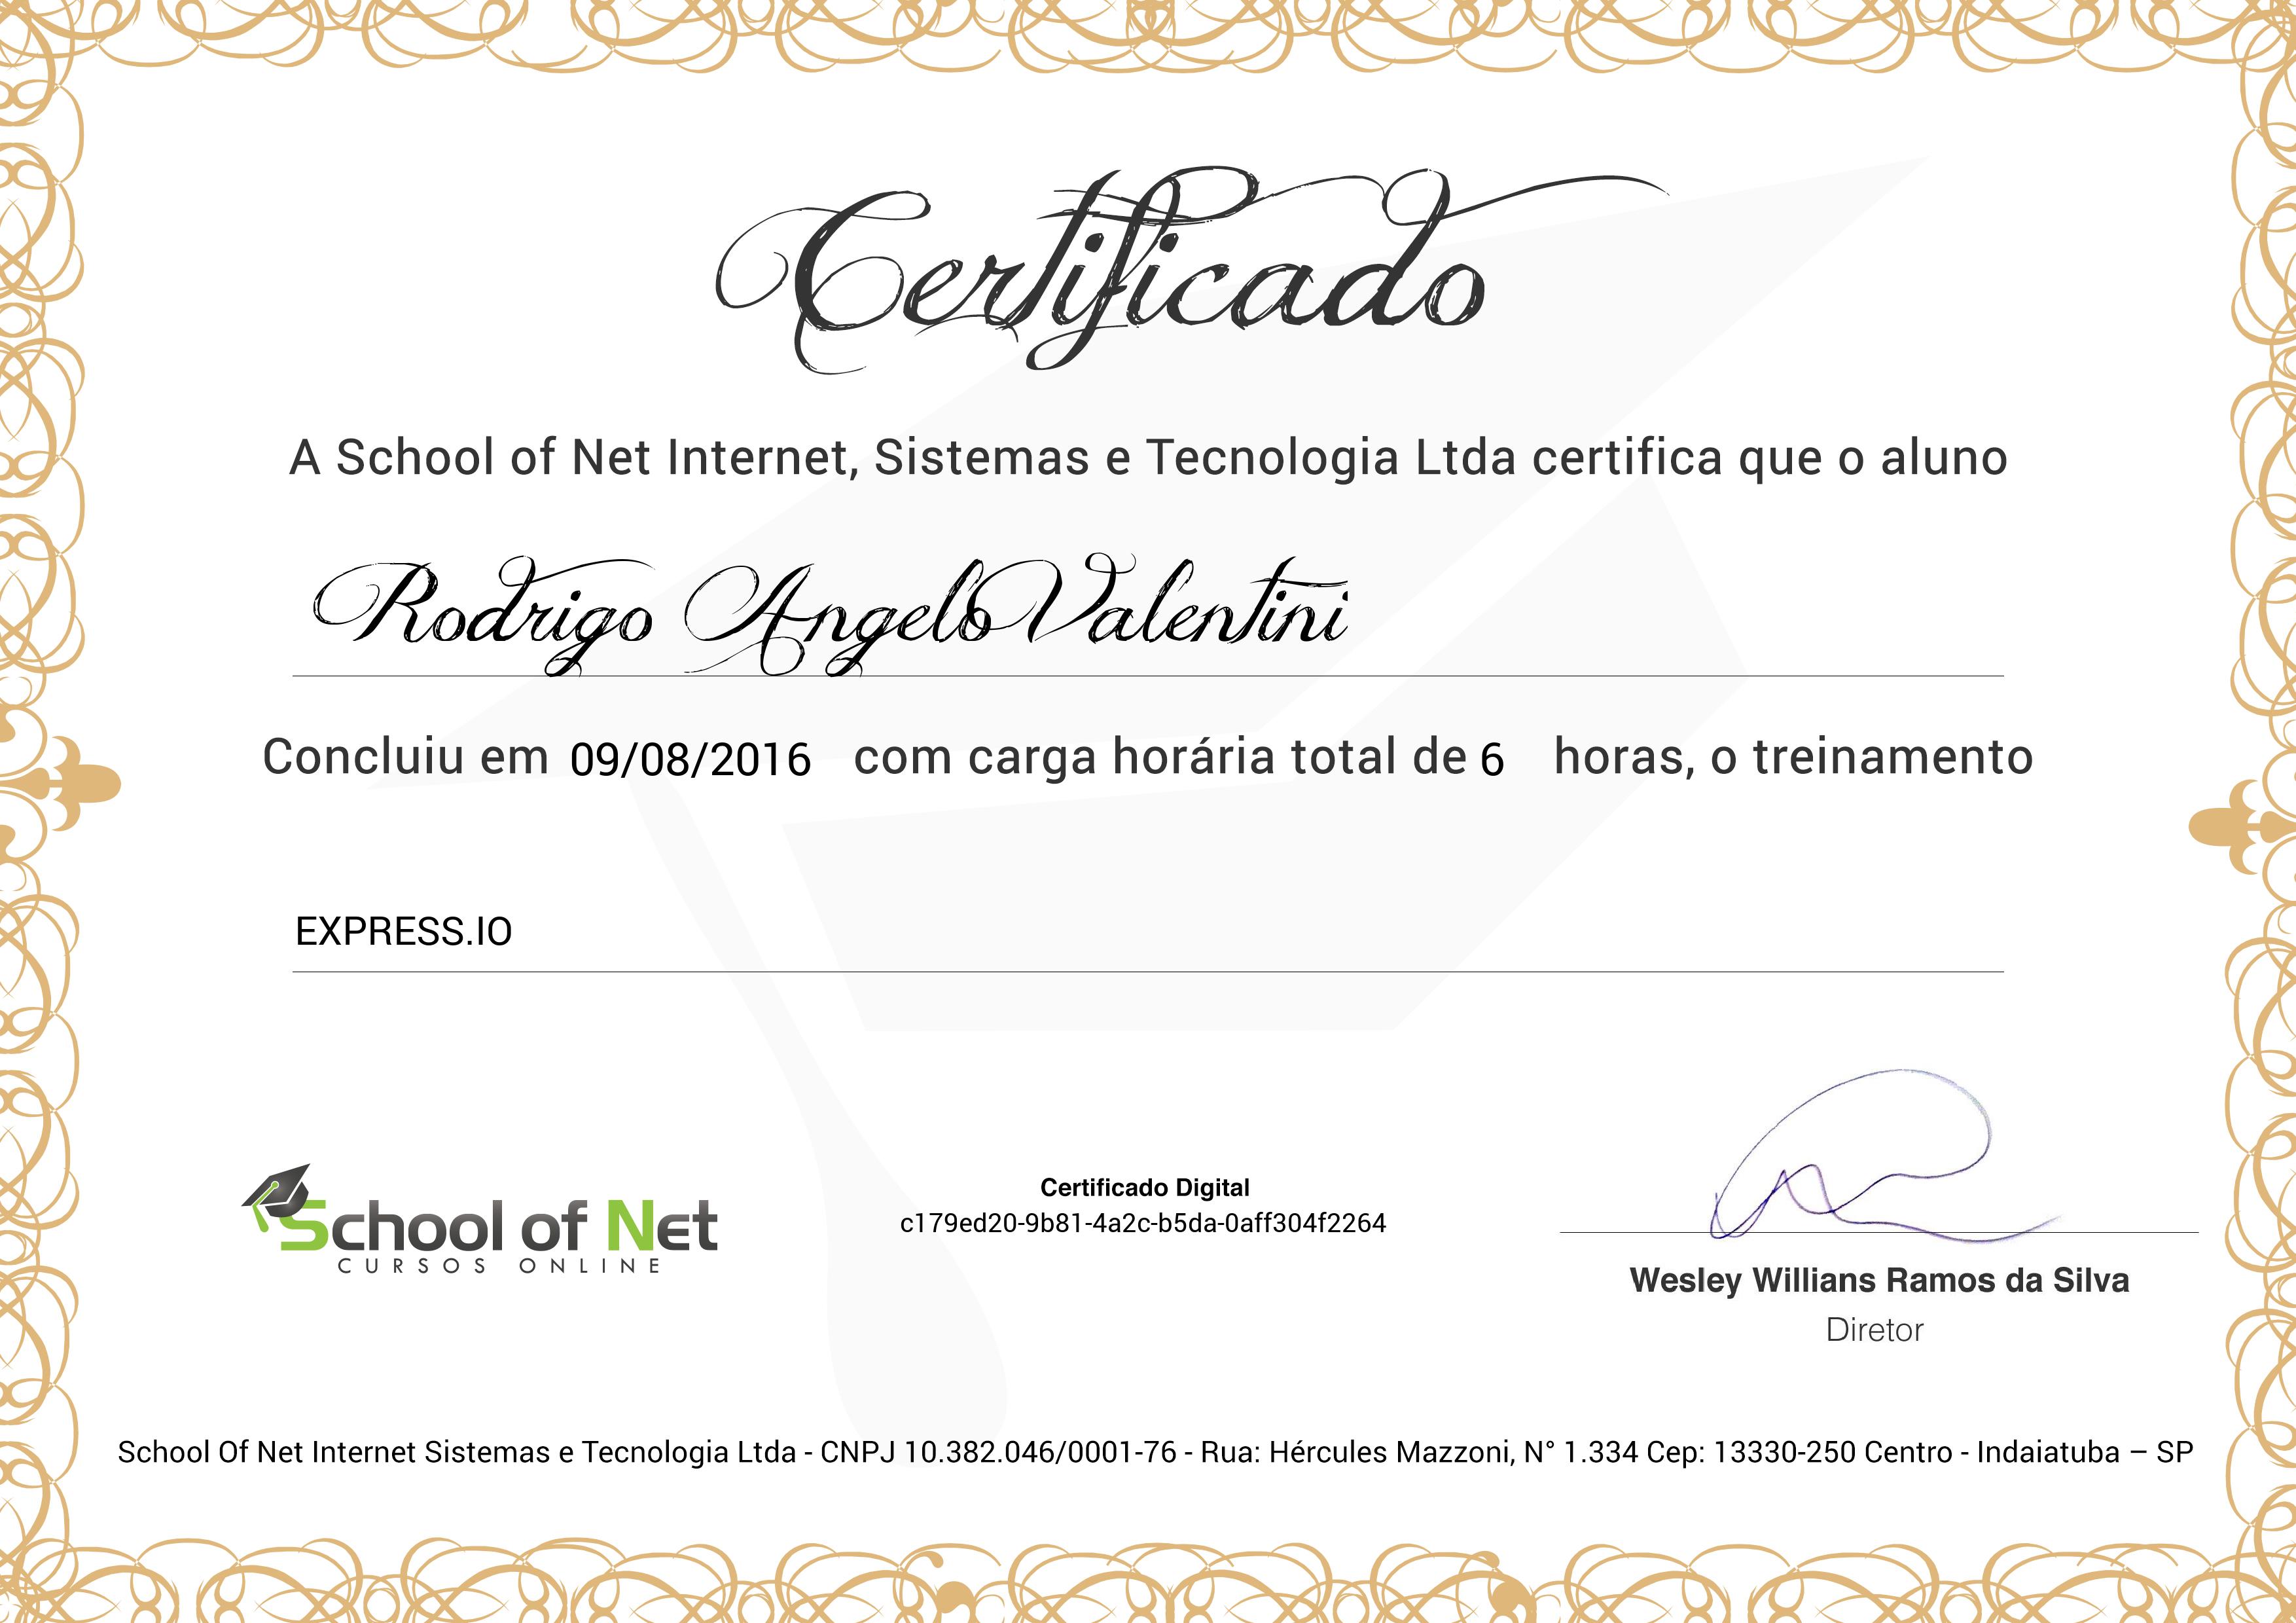 Certificado
A School of Net Internet, Sistemas e Tecnologia Ltda certifica que o aluno
Rodrigo Angelo Valentini
Concluiu em 09/08/2016 com carga horária total de 6 horas, o treinamento
EXPRESS.IO
School of Net
CURSOS ONLINE
Certificado Digital
c179ed20-9b81-4a2c-b5da-0aff304f2264
Wesley Willians Ramos da Silva
Diretor
School Of Net Internet Sistemas e Tecnologia Ltda - CNPJ 10.382.046/0001-76 - Rua: Hércules Mazzoni, N° 1.334 Cep: 13330-250 Centro - Indaiatuba – SP